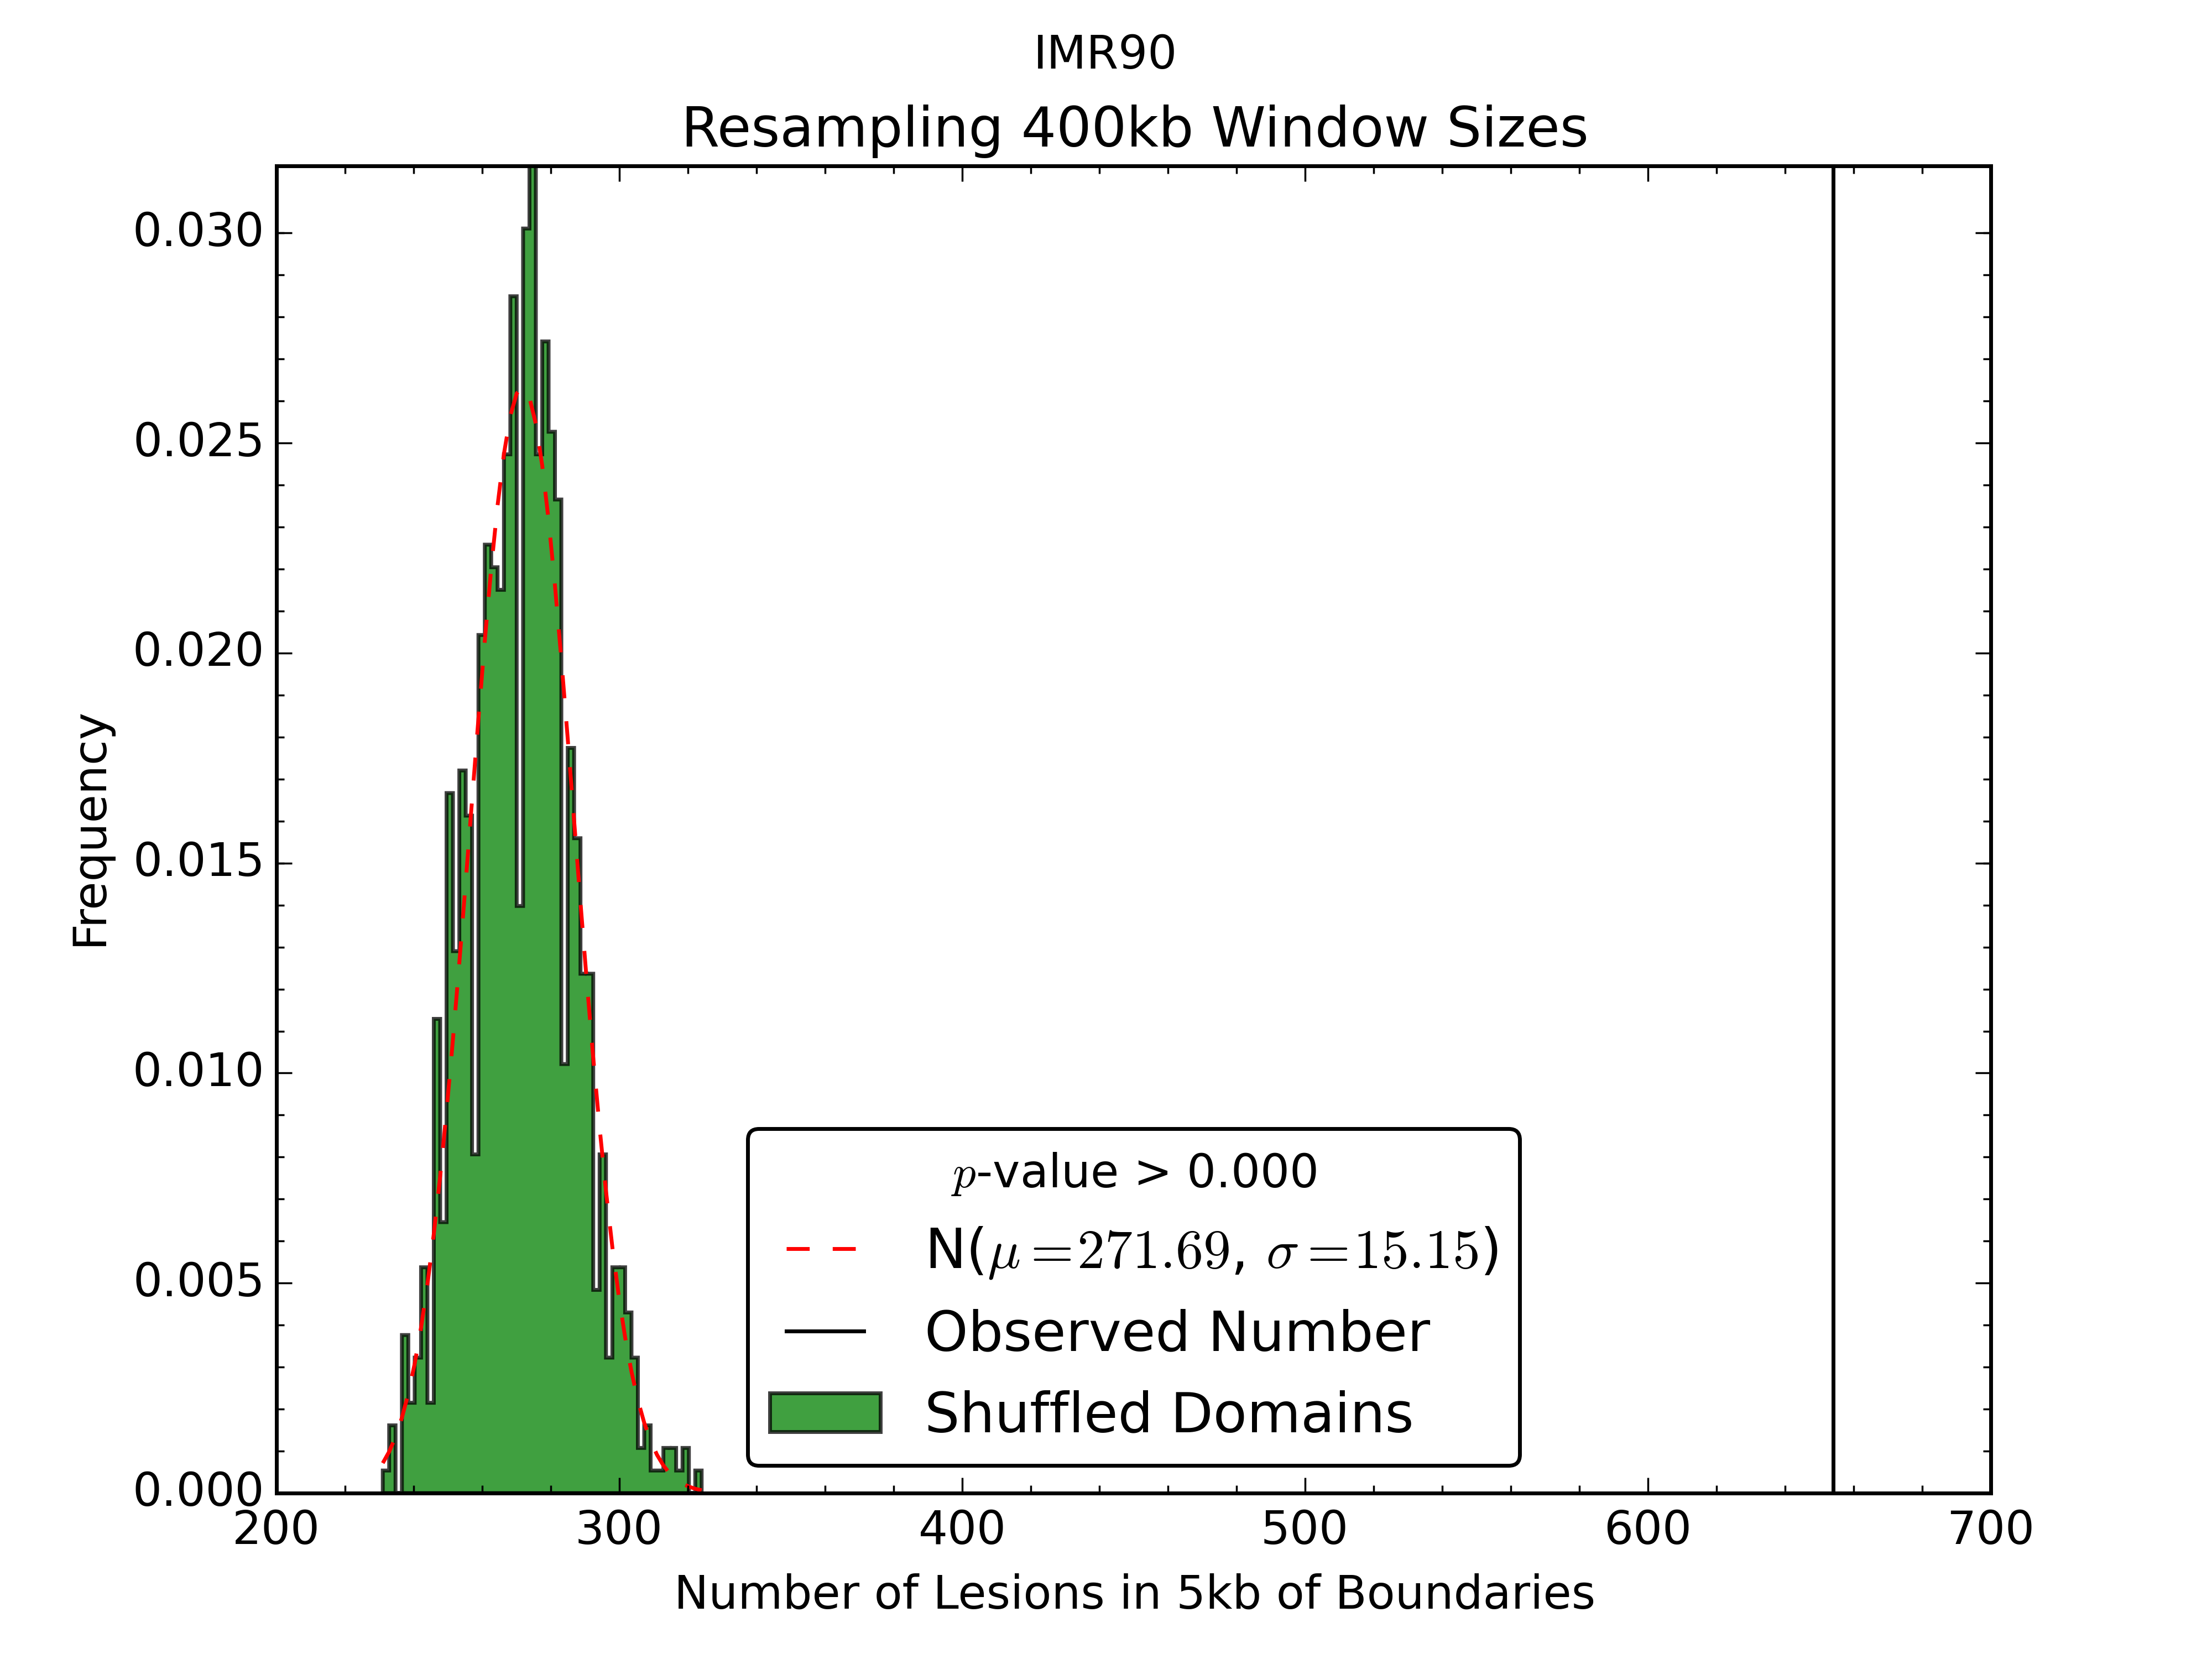 IMR90
Resampling 400kb Window Sizes
0.030
0.025
0.020
0.015
0.010
0.005
0.000
Frequency
p-value > 0.000
N(μ=271.69, σ=15.15)
Observed Number
Shuffled Domains
200 300 400 500 600 700
Number of Lesions in 5kb of Boundaries